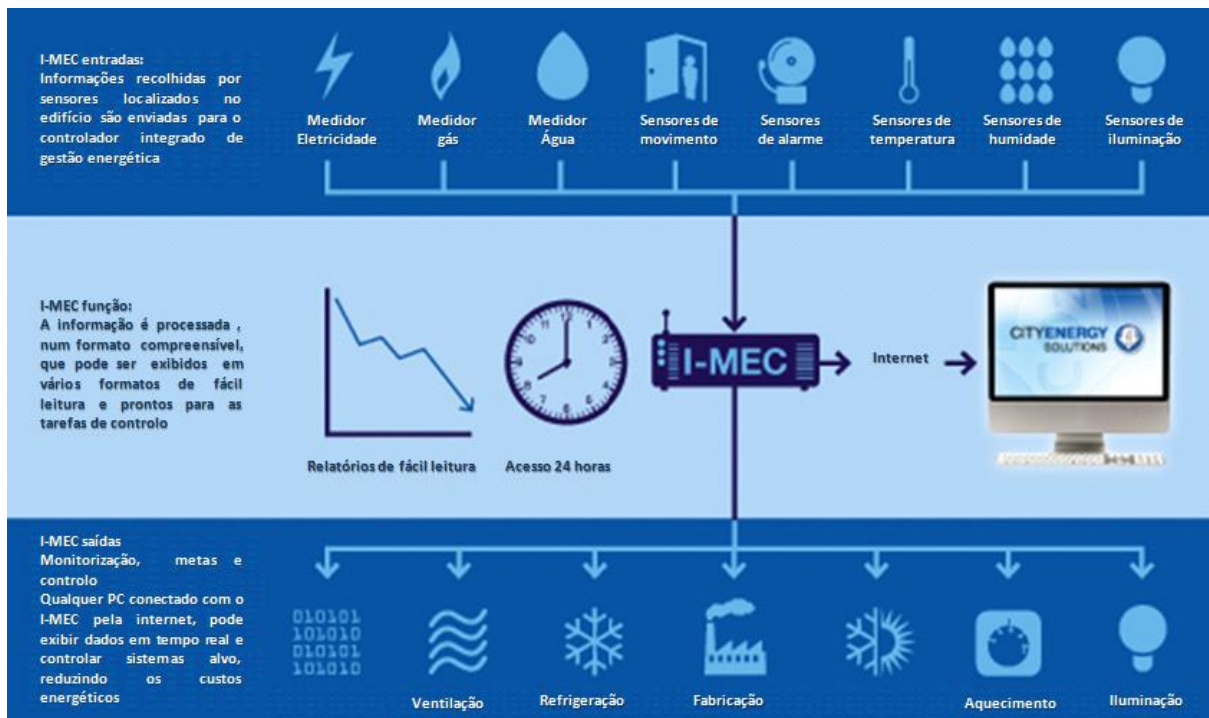 I-MEC entradas:
Informações recolhidas por
sensores localizados no
edifício são enviadas para o
controlador integrado de
gestão energética
Medidor
Eletricidade
Medidor
gás
Medidor
Água
Sensores de
movimento
Sensores
de alarme
Sensores de
temperatura
Sensores de
humidade
Sensores de
iluminação
I-MEC função:
A informação é processada ,
num formato compreensível,
que pode ser exibidos em
vários formatos de fácil
leitura e prontos para as
tarefas de controlo
Relatórios de fácil leitura
11 12 1
Acesso 24 horas
I-MEC
Internet
CITYENERGY
SOLUTIONS
I-MEC saídas
Monitorização, metas e
controlo
Qualquer PC conectado com o
I-MEC pela internet, pode
exibir dados em tempo real e
controlar sistemas alvo,
reduzindo os custos
energéticos
010101
101010
010101
101010
Ventilação
Refrigeração
Fabricação
Aquecimento
Iluminação